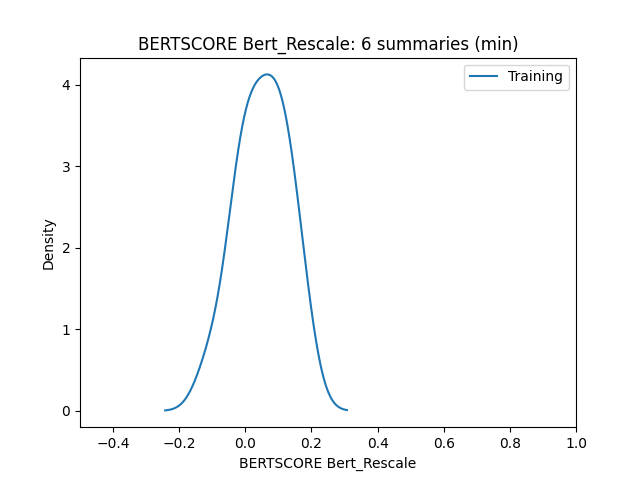 BERTSCORE Bert_Rescale: 6 summaries (min)
Training
Density
4
3
2
1
0
−0.4 −0.2 0.0 0.2 0.4 0.6 0.8 1.0
BERTSCORE Bert_Rescale